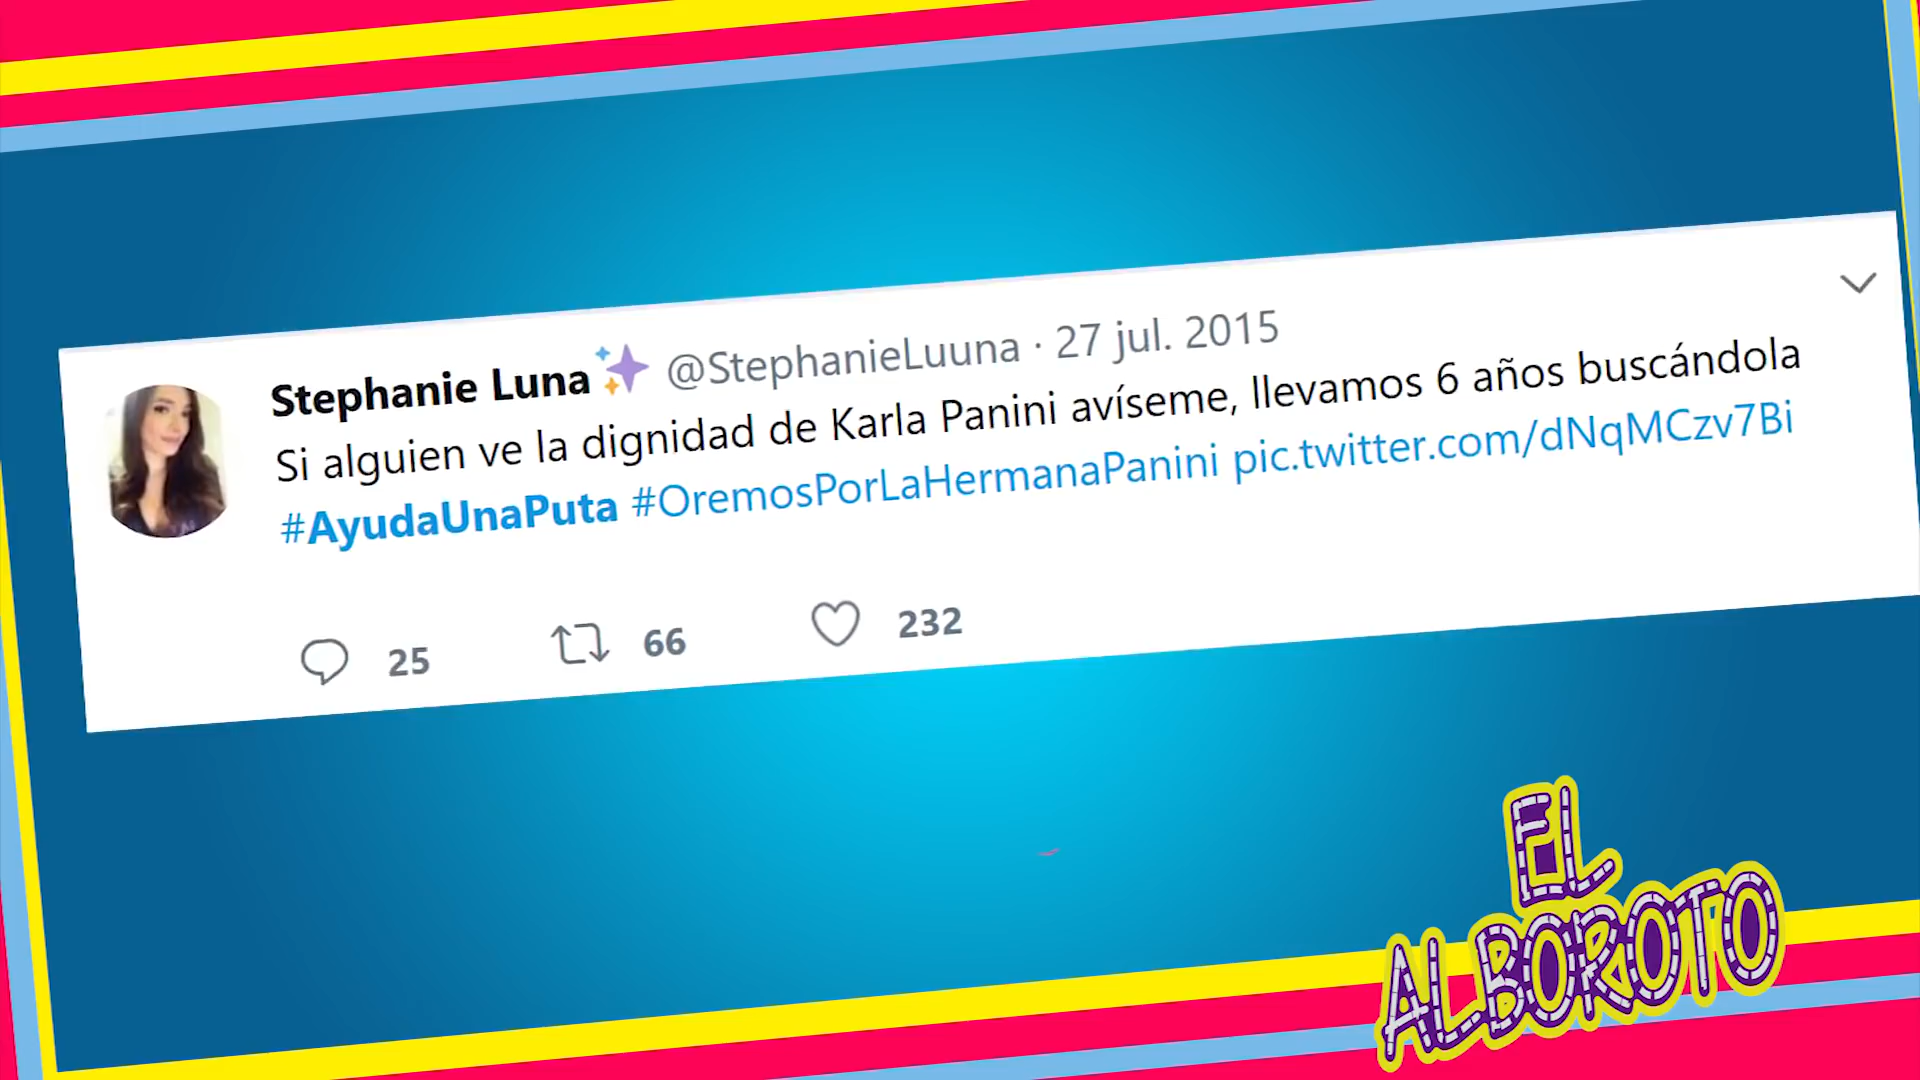 Stephanie Luna @StephanieLuuna · 27 jul. 2015
Si alguien ve la dignidad de Karla Panini avíseme, llevamos 6 años buscándola
#AyudaUnaPuta #OremosPorLaHermanaPanini pic.twitter.com/dNqMCzv7Bi
25 66 232
EL
ALBOROTO